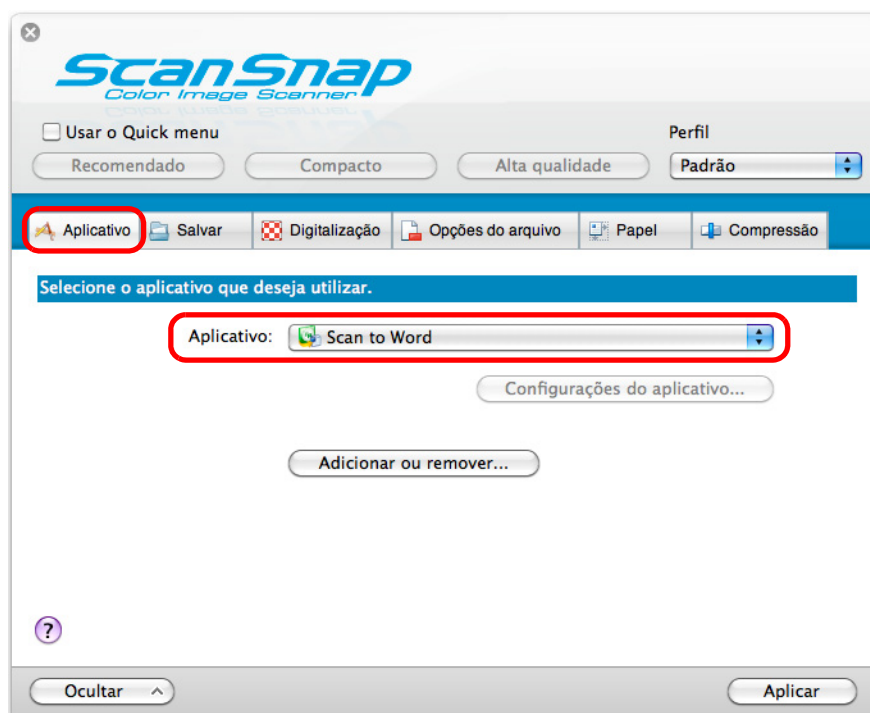 ScanSnap
Color Image Scanner
Usar o Quick menu
Perfil
Recomendado Compacto Alta qualidade Padrão
Aplicativo Salvar Digitalização Opções do arquivo Papel Compressão
Selecione o aplicativo que deseja utilizar.
Aplicativo: Scan to Word
Configurações do aplicativo...
Adicionar ou remover...
?
Ocultar Aplicar